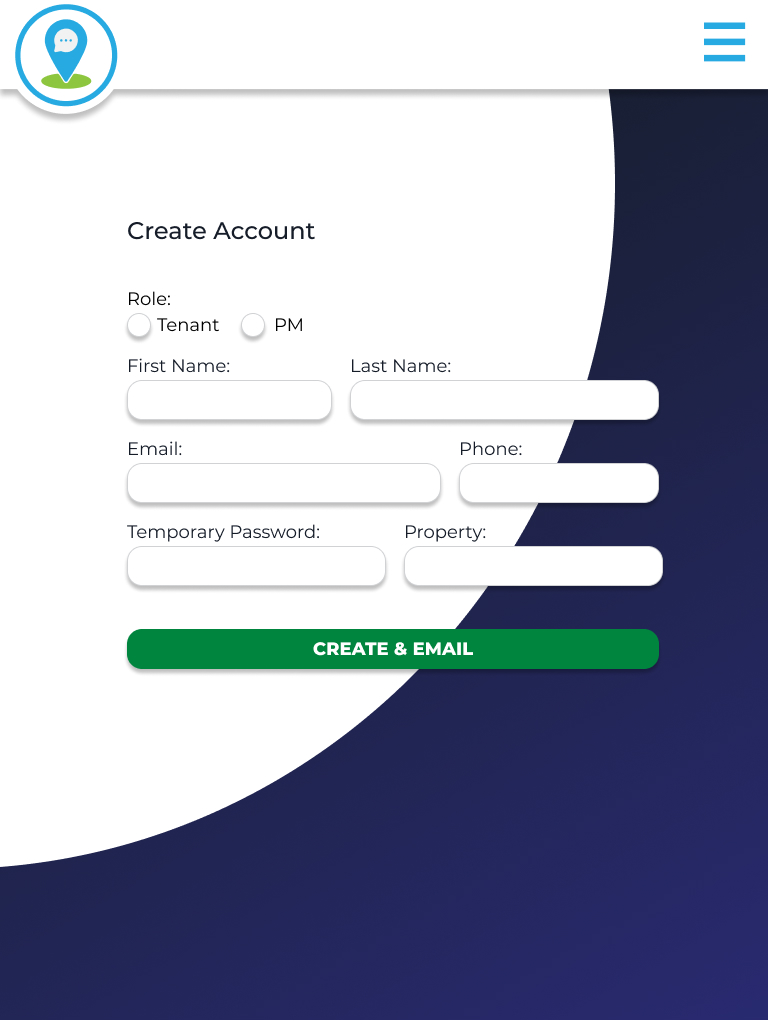 Create Account
Role:
Tenant PM
First Name: Last Name:
Email: Phone:
Temporary Password: Property:
CREATE & EMAIL